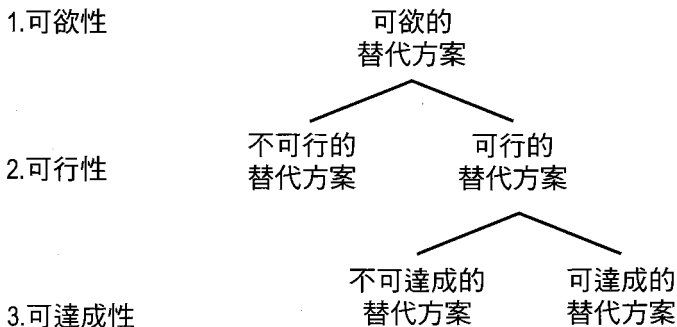 1.可欲性
可欲的
替代方案
不可行的
可行的
2.可行性
替代方案
替代方案
不可達成的
可達成的
3.可達成性
替代方案
替代方案